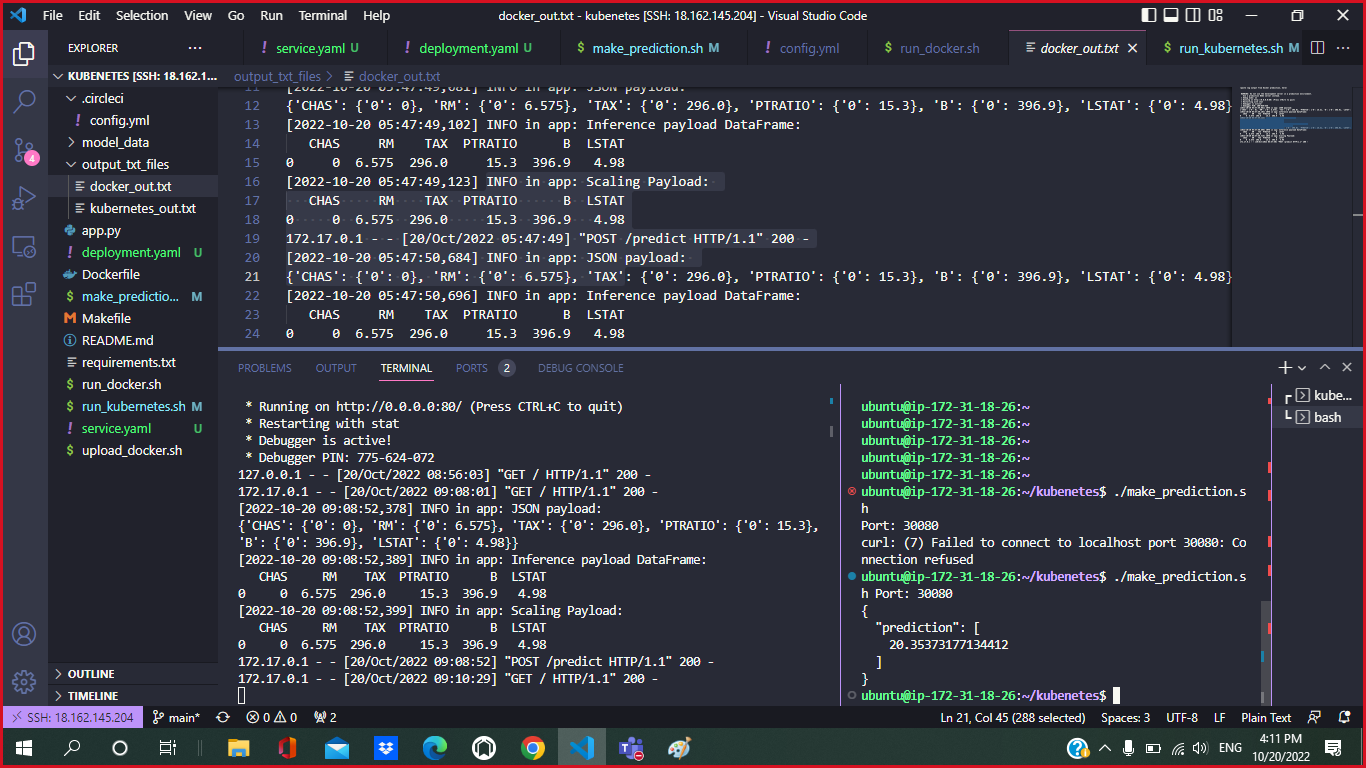 File Edit Selection View Go Run Terminal Help
docker_out.txt - kubenetes [SSH: 18.162.145.204] - Visual Studio Code
EXPLORER ···
! service.yaml U
! deployment.yaml U
$ make_prediction.sh M
! config.yml
$ run_docker.sh
docker_out.txt
$ run_kubernetes.sh M
KUBENETES [SSH: 18.162.1...
.circleci
! config.yml
model_data
output_txt_files
docker_out.txt
kubernetes_out.txt
app.py
! deployment.yaml U
Dockerfile
$ make_predictio... M
Makefile
README.md
requirements.txt
$ run_docker.sh
$ run_kubernetes.sh M
! service.yaml U
$ upload_docker.sh
OUTLINE
TIMELINE
4
output_txt_files > docker_out.txt
11 [2022-10-20 05:47:49,081] INFO in app: JSON payload:
12 {'CHAS': {'0': 0}, 'RM': {'0': 6.575}, 'TAX': {'0': 296.0}, 'PTRATIO': {'0': 15.3}, 'B': {'0': 396.9}, 'LSTAT': {'0': 4.98}
13 [2022-10-20 05:47:49,102] INFO in app: Inference payload DataFrame:
14 CHAS RM TAX PTRATIO B LSTAT
15 0 0 6.575 296.0 15.3 396.9 4.98
16 [2022-10-20 05:47:49,123] INFO in app: Scaling Payload:
17 CHAS RM TAX PTRATIO B LSTAT
18 0 0 6.575 296.0 15.3 396.9 4.98
19 172.17.0.1 - - [20/Oct/2022 05:47:49] "POST /predict HTTP/1.1" 200 -
20 [2022-10-20 05:47:50,684] INFO in app: JSON payload:
21 {'CHAS': {'0': 0}, 'RM': {'0': 6.575}, 'TAX': {'0': 296.0}, 'PTRATIO': {'0': 15.3}, 'B': {'0': 396.9}, 'LSTAT': {'0': 4.98}
22 [2022-10-20 05:47:50,696] INFO in app: Inference payload DataFrame:
23 CHAS RM TAX PTRATIO B LSTAT
24 0 0 6.575 296.0 15.3 396.9 4.98
PROBLEMS OUTPUT TERMINAL PORTS 2 DEBUG CONSOLE
* Running on http://0.0.0.0:80/ (Press CTRL+C to quit)
* Restarting with stat
* Debugger is active!
* Debugger PIN: 775-624-072
127.0.0.1 - - [20/Oct/2022 08:56:03] "GET / HTTP/1.1" 200 -
172.17.0.1 - - [20/Oct/2022 09:08:01] "GET / HTTP/1.1" 200 -
[2022-10-20 09:08:52,378] INFO in app: JSON payload:
{'CHAS': {'0': 0}, 'RM': {'0': 6.575}, 'TAX': {'0': 296.0}, 'PTRATIO': {'0': 15.3},
'B': {'0': 396.9}, 'LSTAT': {'0': 4.98}}
[2022-10-20 09:08:52,389] INFO in app: Inference payload DataFrame:
CHAS RM TAX PTRATIO B LSTAT
0 0 6.575 296.0 15.3 396.9 4.98
[2022-10-20 09:08:52,399] INFO in app: Scaling Payload:
CHAS RM TAX PTRATIO B LSTAT
0 0 6.575 296.0 15.3 396.9 4.98
172.17.0.1 - - [20/Oct/2022 09:08:52] "POST /predict HTTP/1.1" 200 -
172.17.0.1 - - [20/Oct/2022 09:10:29] "GET / HTTP/1.1" 200 -
ubuntu@ip-172-31-18-26:~
ubuntu@ip-172-31-18-26:~
ubuntu@ip-172-31-18-26:~
ubuntu@ip-172-31-18-26:~
ubuntu@ip-172-31-18-26:~
ubuntu@ip-172-31-18-26:~/kubenetes$ ./make_prediction.s
h
Port: 30080
curl: (7) Failed to connect to localhost port 30080: Co
nnection refused
ubuntu@ip-172-31-18-26:~/kubenetes$ ./make_prediction.s
h Port: 30080
{
"prediction": [
20.35373177134412
]
}
ubuntu@ip-172-31-18-26:~/kubenetes$
kube...
bash
SSH: 18.162.145.204 main* 0 0 2
Ln 21, Col 45 (288 selected) Spaces: 3 UTF-8 LF Plain Text
ENG
4:11 PM
10/20/2022